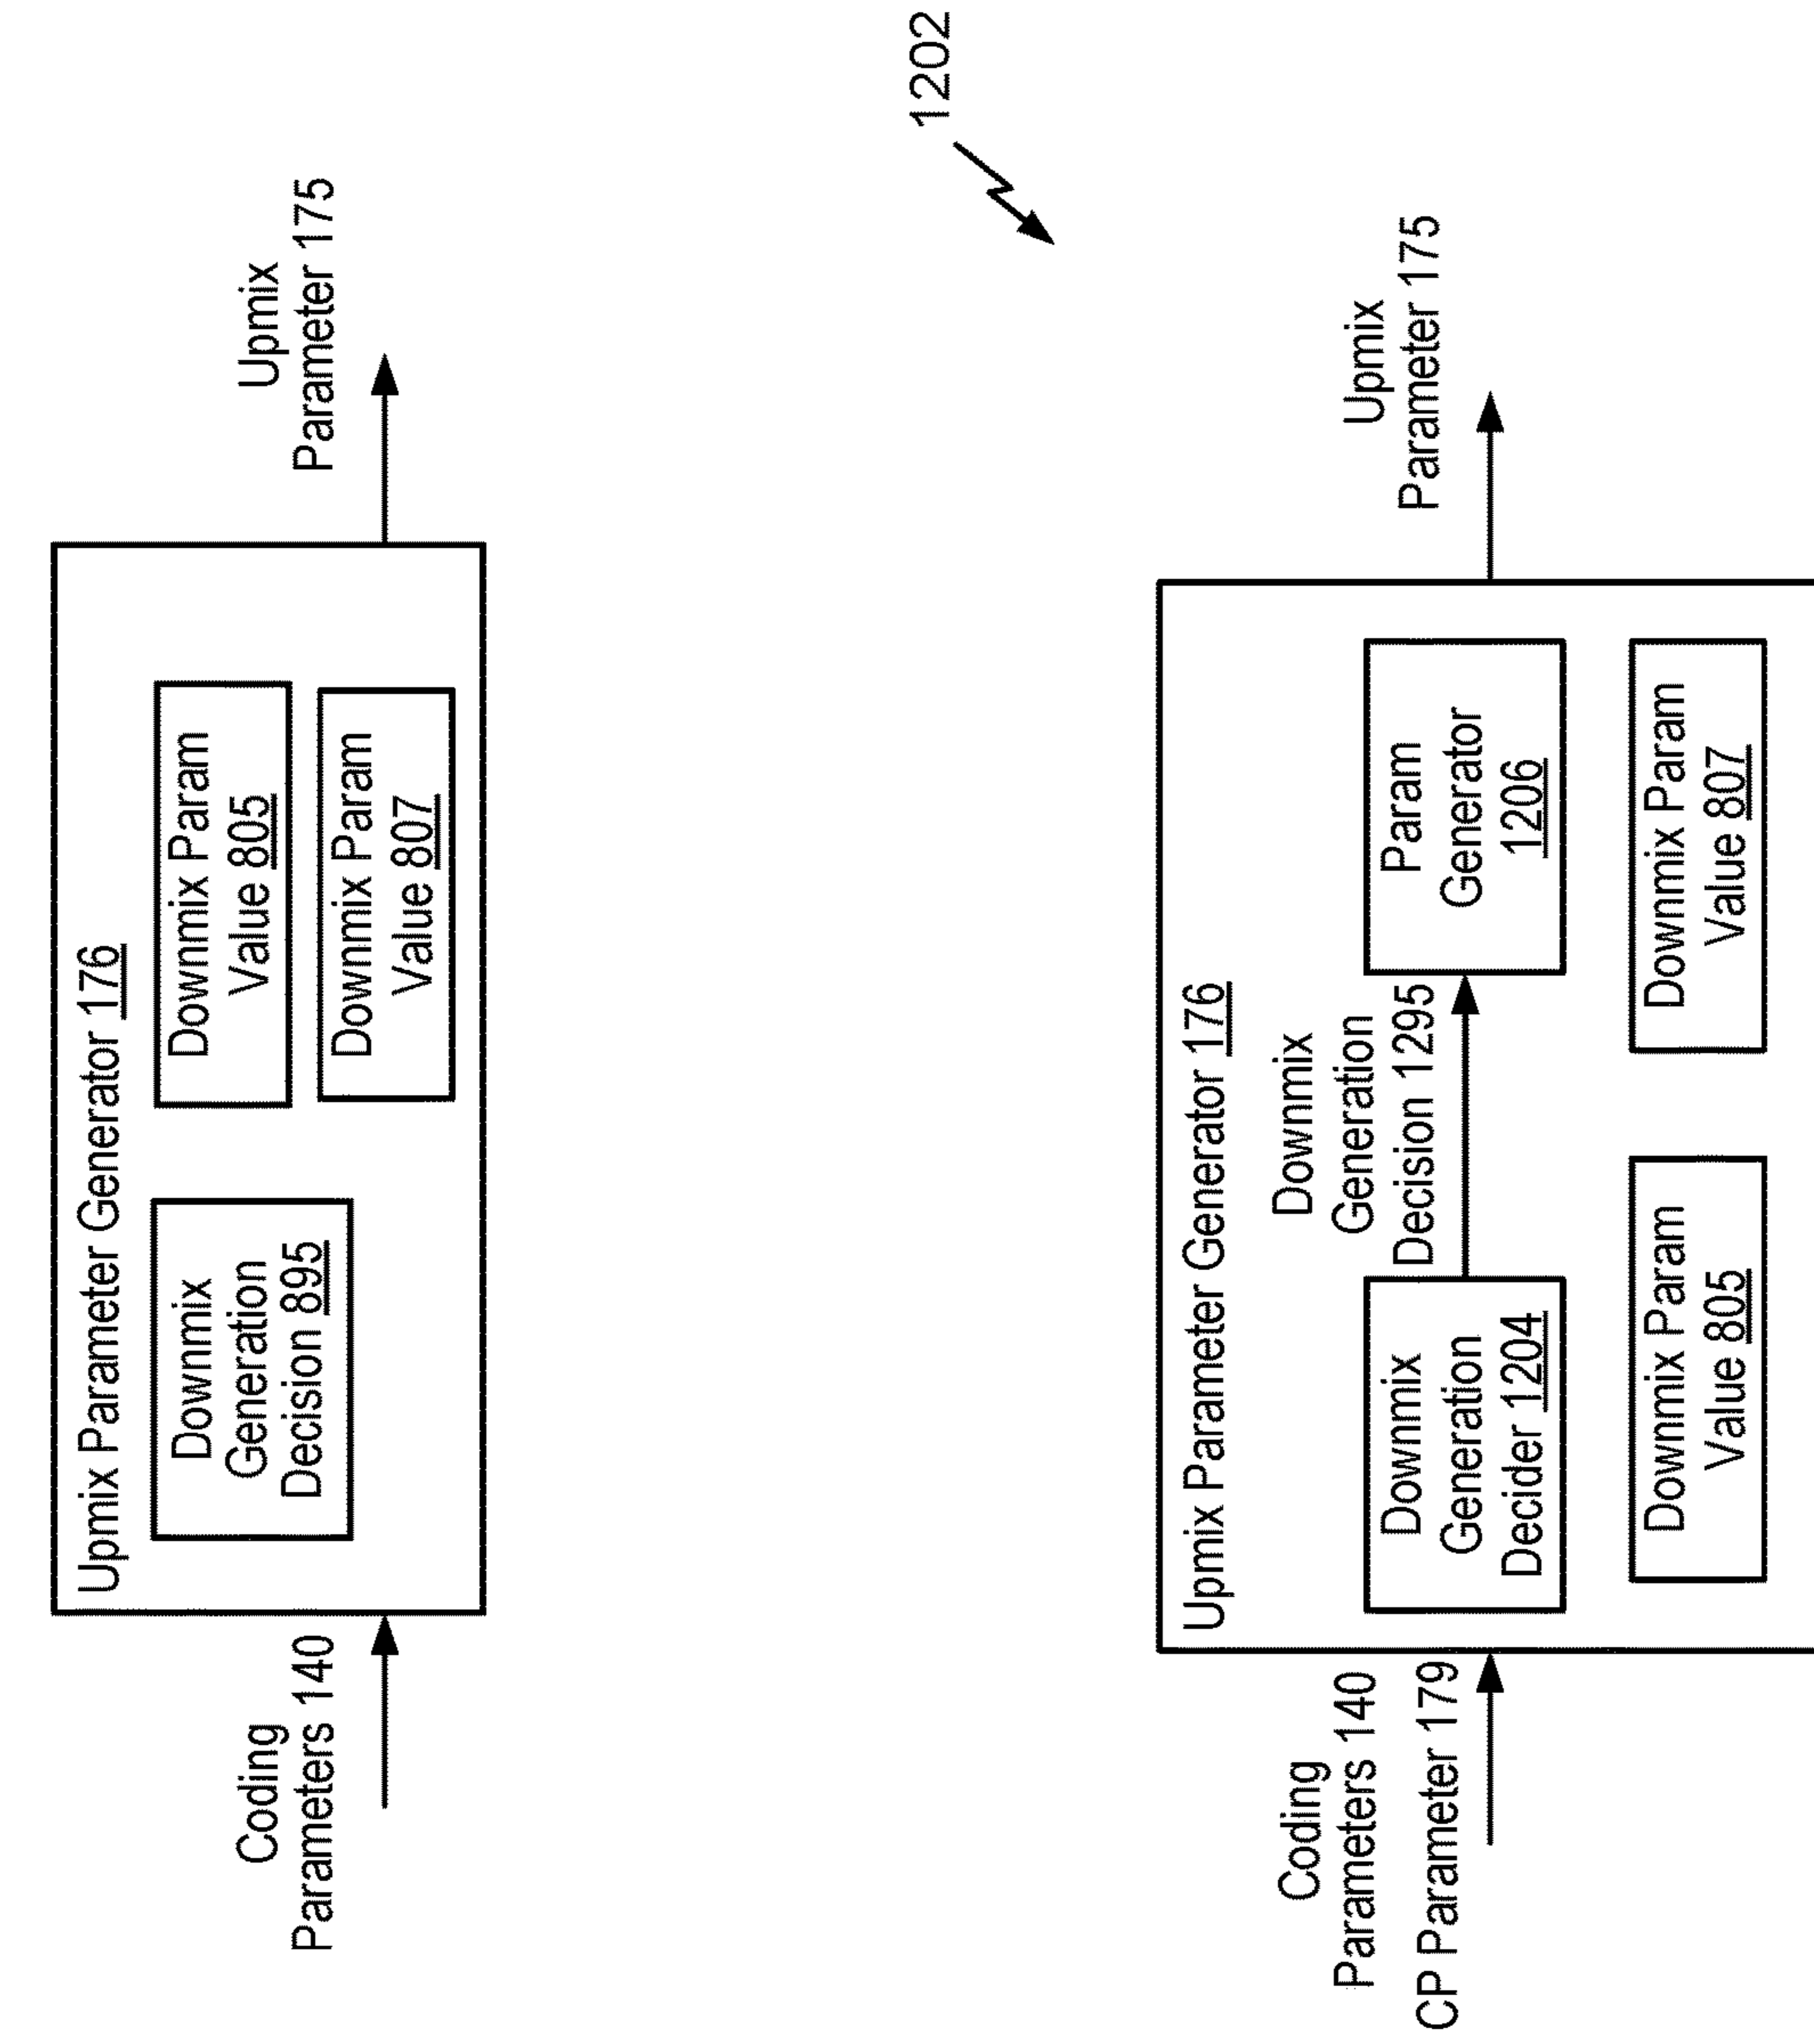 Upmix Parameter Generator 176
Coding
Parameters 140
Downmix
Generation
Decision 895
Downmix Param
Value 805
Downmix Param
Value 807
Upmix
Parameter 175
1202
Upmix Parameter Generator 176
Coding
Parameters 140
CP Parameter 179
Downmix
Generation
Decider 1204
Downmix
Generation
Decision 1295
Param
Generator
1206
Downmix Param
Value 805
Downmix Param
Value 807
Upmix
Parameter 175